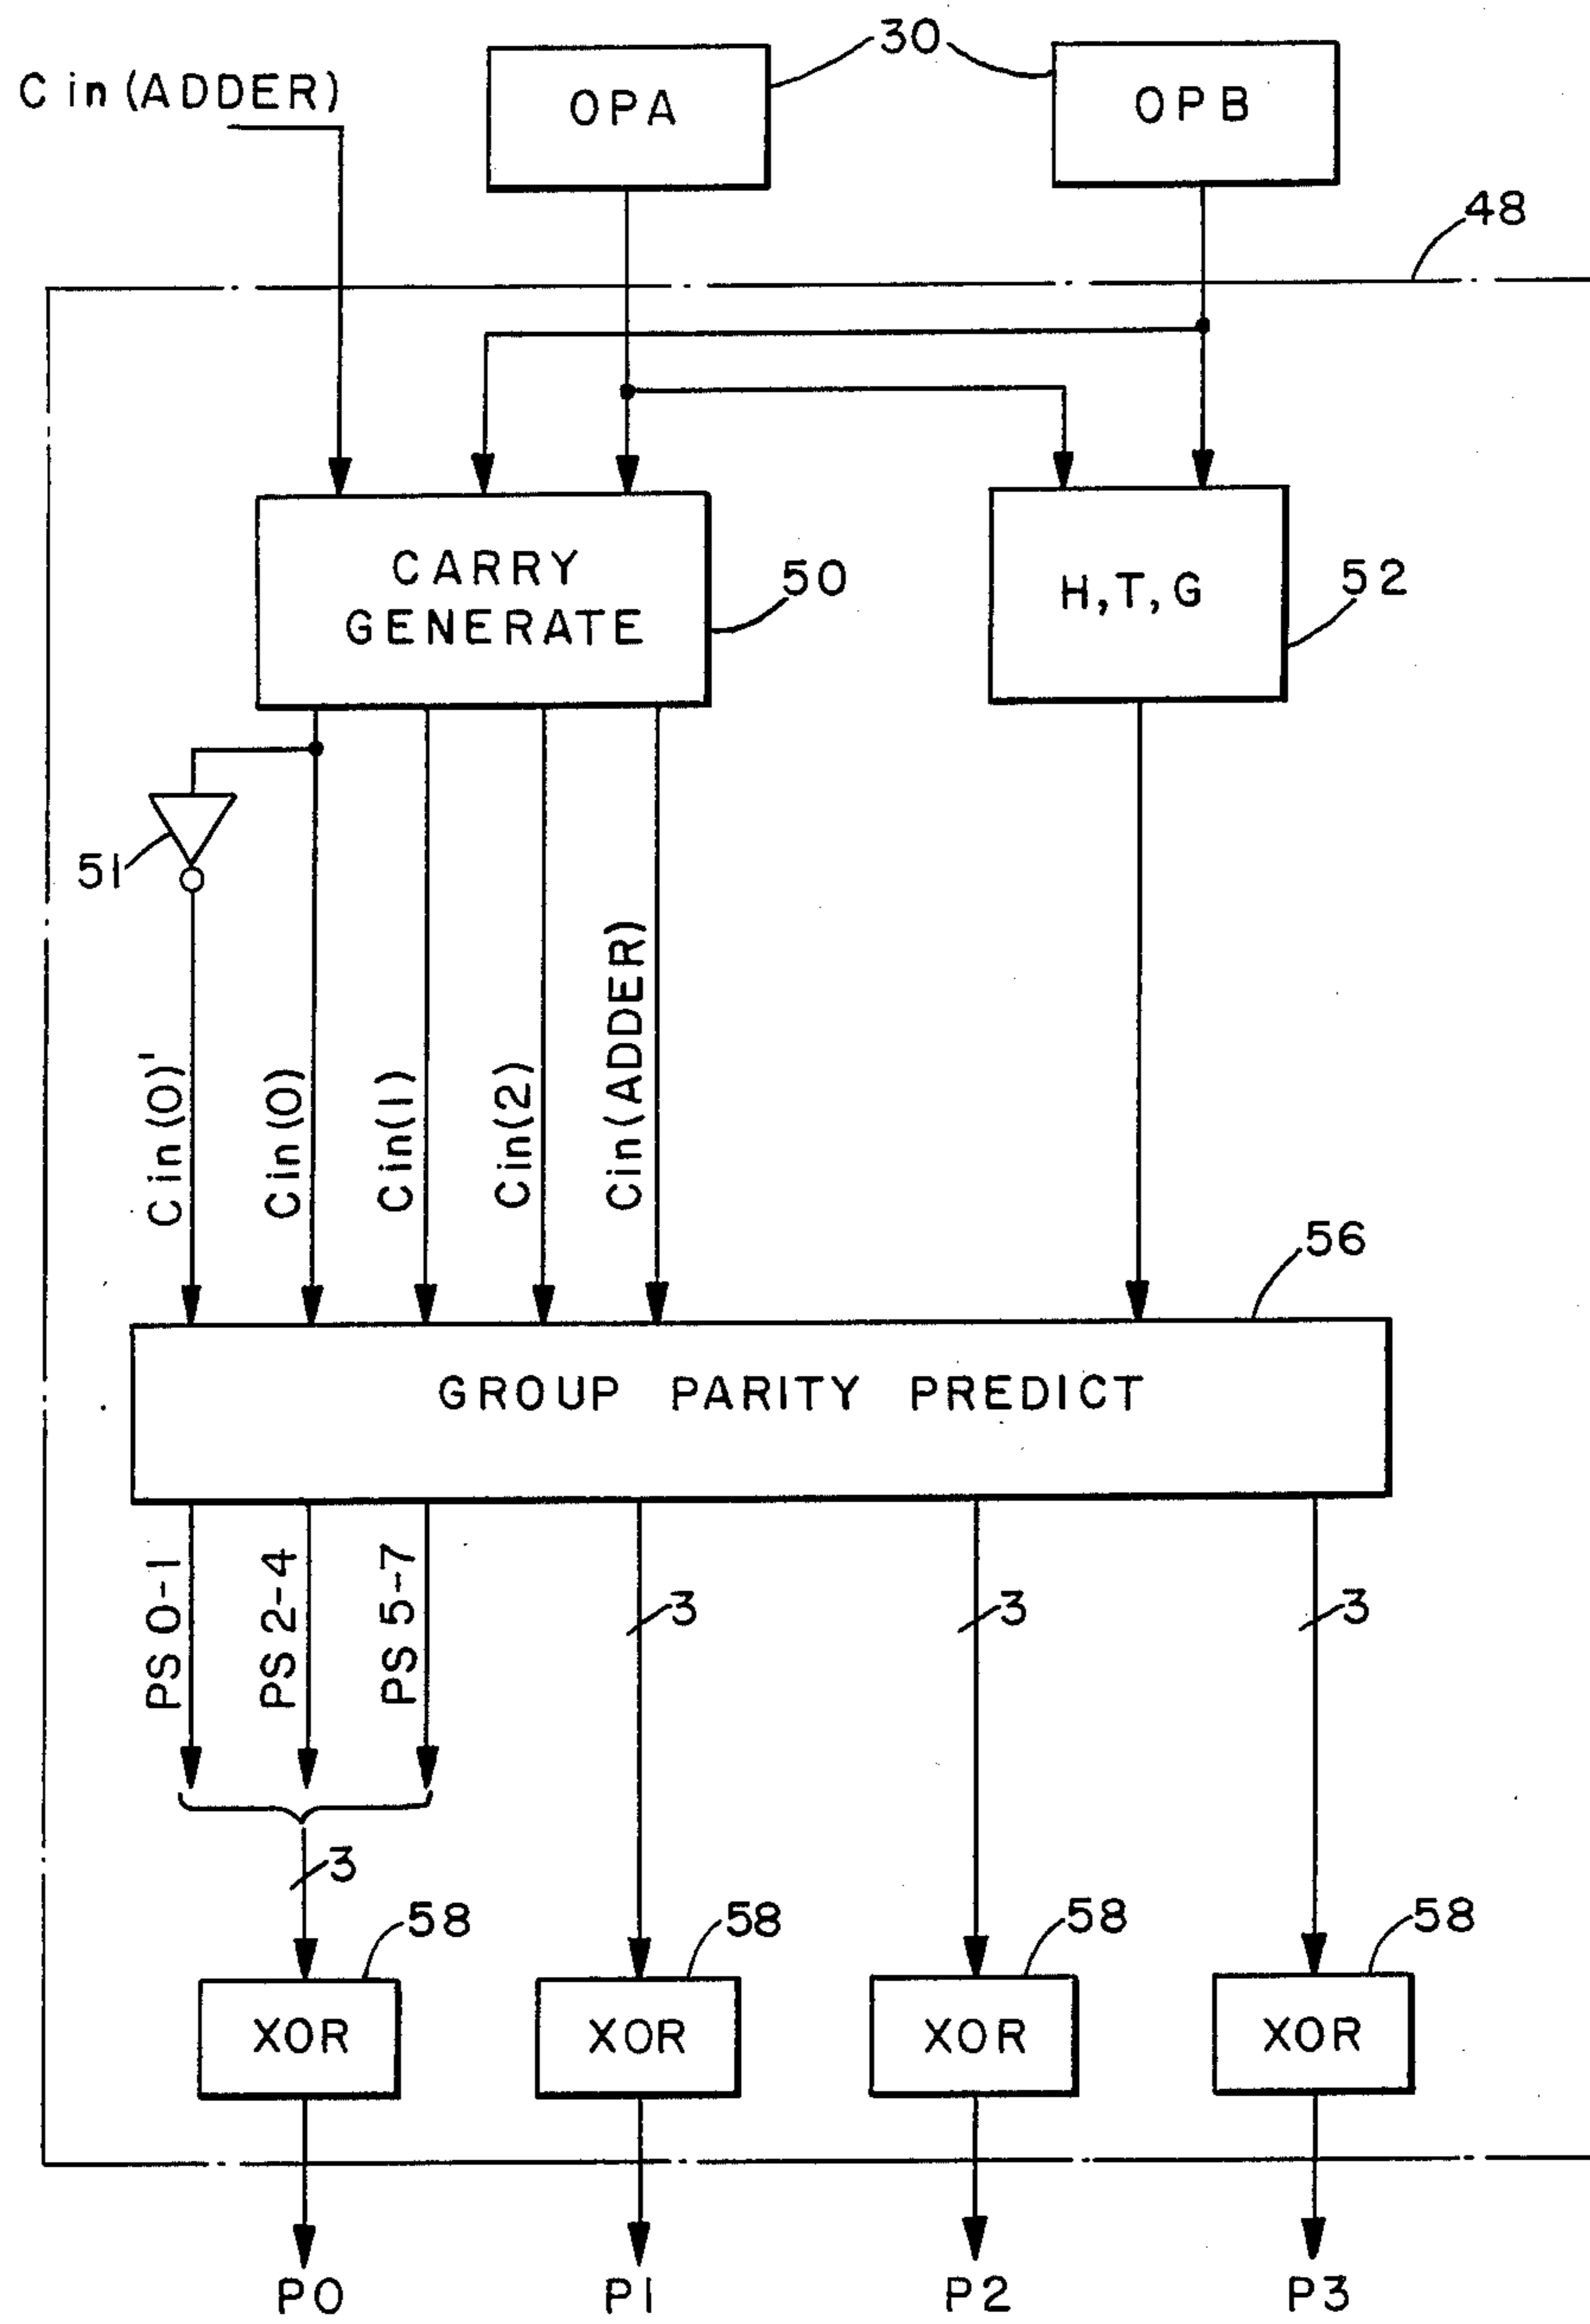 30
C in (ADDER)
OPA
OPB
48
CARRY
GENERATE
50
H, T, G
52
51
C in (0)'
C in (0)
C in (1)
C in (2)
C in (ADDER)
56
GROUP PARITY PREDICT
PS 0-1
PS 2-4
PS 5-7
3
3
3
3
58
58
58
58
XOR
XOR
XOR
XOR
P0
P1
P2
P3